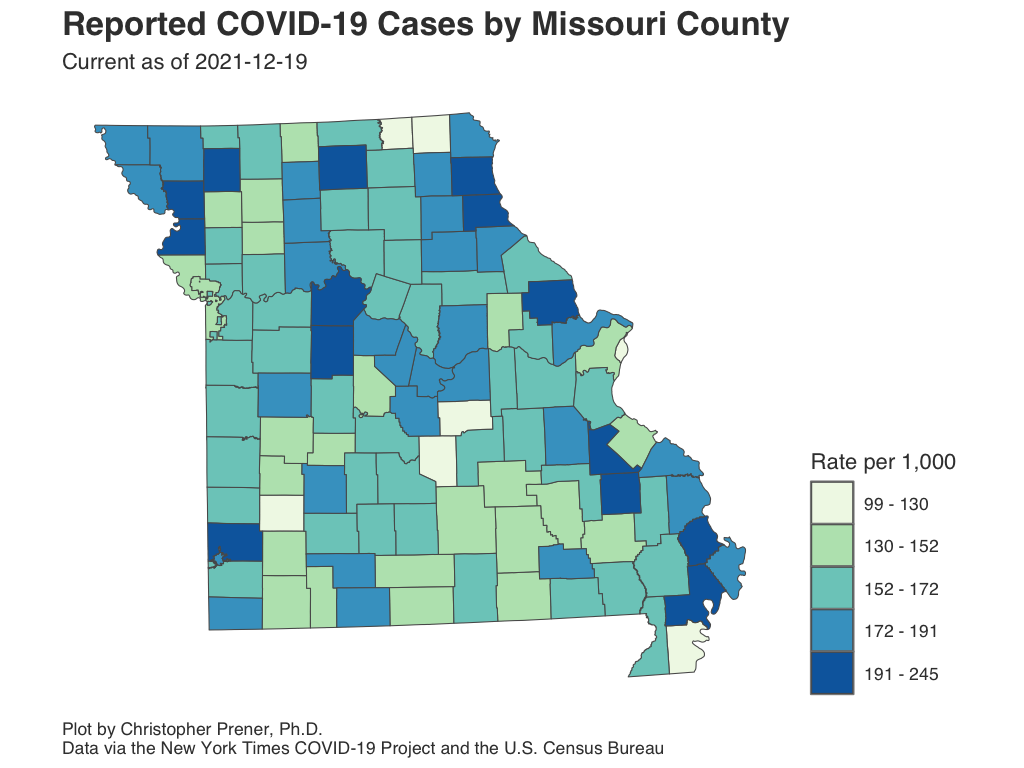 Reported COVID-19 Cases by Missouri County
Current as of 2021-12-19
Rate per 1,000
99 - 130
130 - 152
152 - 172
172 - 191
191 - 245
Plot by Christopher Prener, Ph.D.
Data via the New York Times COVID-19 Project and the U.S. Census Bureau